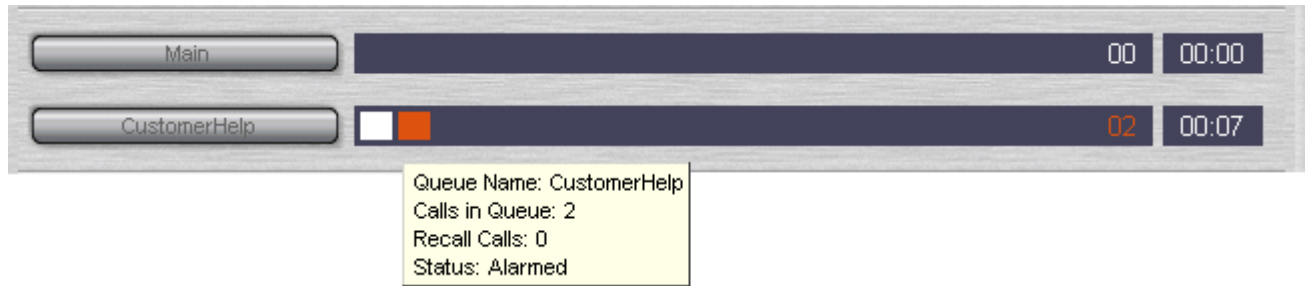 Main 00 00:00
CustomerHelp 02 00:07
Queue Name: CustomerHelp
Calls in Queue: 2
Recall Calls: 0
Status: Alarmed